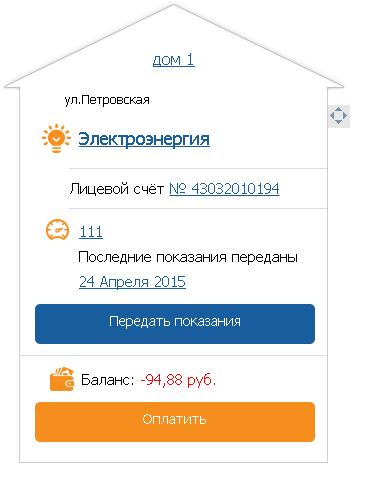 дом 1
ул.Петровская
Электроэнергия
Лицевой счёт № 43032010194
111
Последние показания переданы
24 Апреля 2015
Передать показания
Баланс: -94,88 руб.
Оплатить